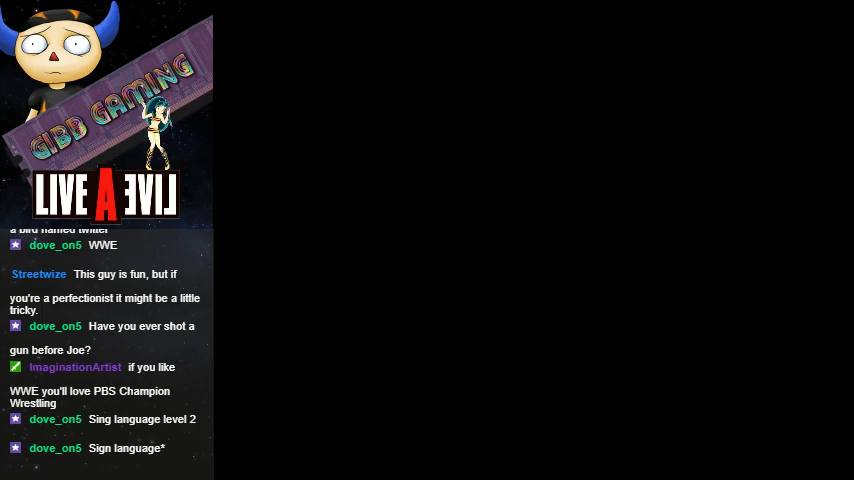 GIBB GAMING
LIVE A EVIL
a bird named twitter
dove_on5 WWE
Streetwize This guy is fun, but if
you're a perfectionist it might be a little
tricky.
dove_on5 Have you ever shot a
gun before Joe?
ImaginationArtist if you like
WWE you'll love PBS Champion
Wrestling
dove_on5 Sing language level 2
dove_on5 Sign language*